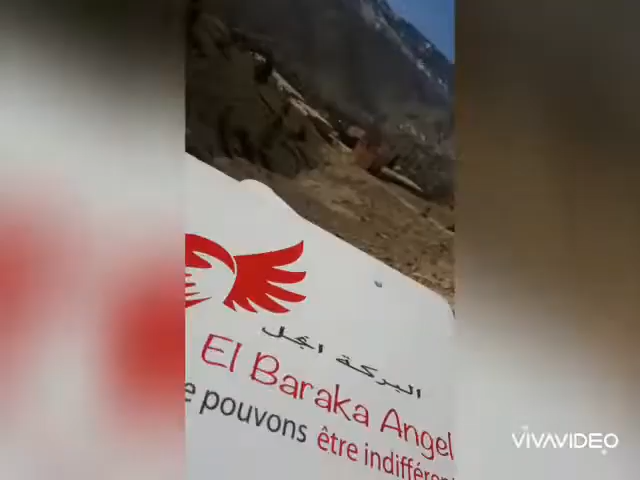 البركة انجل
El Baraka Angel
e pouvons être indifféren
VIVAVIDEO